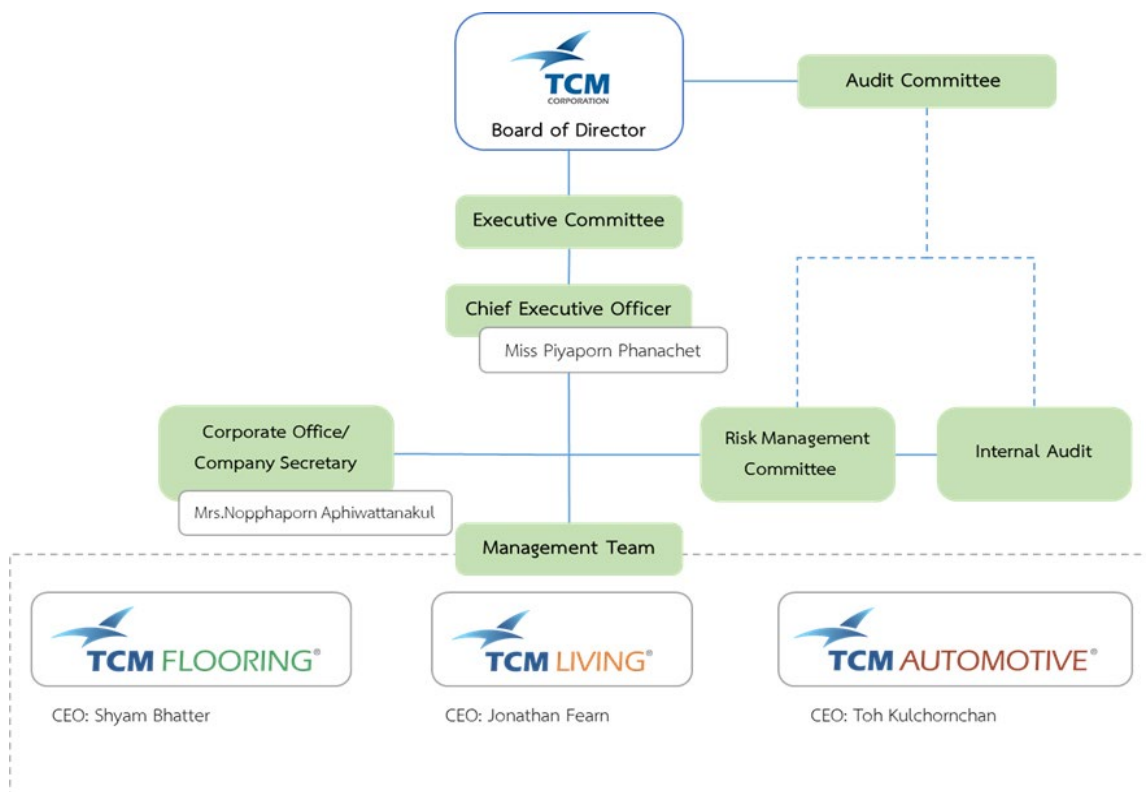 TCM
CORPORATION
Board of Director
Audit Committee
Executive Committee
Chief Executive Officer
Miss Piyaporn Phanachet
Corporate Office/
Company Secretary
Mrs.Nopphaporn Aphiwattanakul
Risk Management
Committee
Internal Audit
Management Team
TCM FLOORING®
CEO: Shyam Bhatter
TCM LIVING®
CEO: Jonathan Fearn
TCM AUTOMOTIVE®
CEO: Toh Kulchornchan